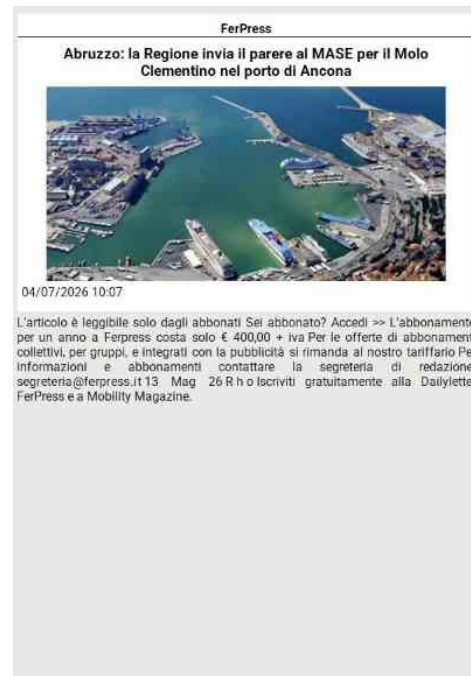 FerPress
Abruzzo: la Regione invia il parere al MASE per il Molo
Clementino nel porto di Ancona
04/07/2026 10:07
L'articolo è leggibile solo dagli abbonati Sei abbonato? Accedi >> L'abbonamento
per un anno a Ferpress costa solo € 400,00 + iva Per le offerte di abbonament
collettivi, per gruppi, e integrati con la pubblicità si rimanda al nostro tariffario Pe
informazioni e abbonamenti contattare la segreteria di redazione
segreteria@ferpress.it 13 Mag 26 R h o Iscriviti gratuitamente alla Dailylette
FerPress e a Mobility Magazine.